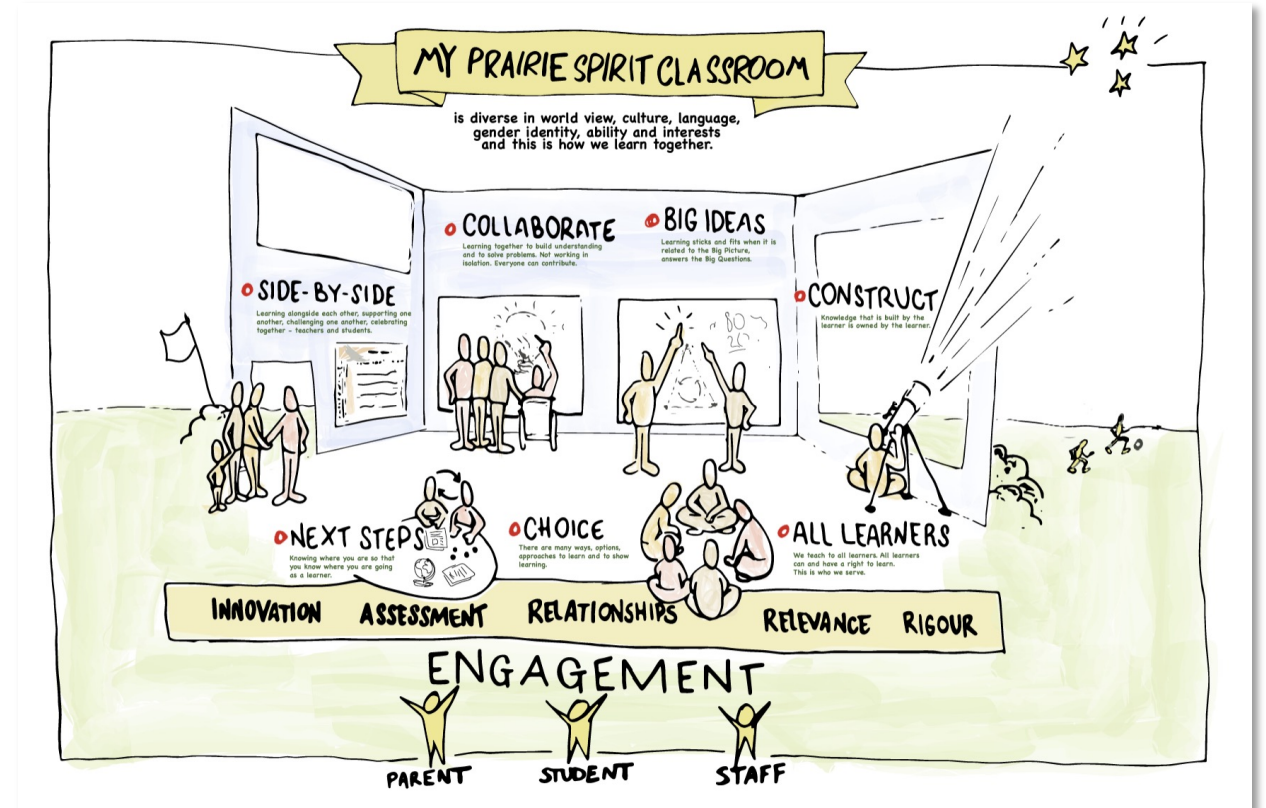 MY PRAIRIE SPIRIT CLASSROOM
is diverse in world view, culture, language,
gender identity, ability and interests
and this is how we learn together.
COLLABORATE
Learning together to build understanding
and to solve problems. Not working in
isolation. Everyone can contribute.
BIG IDEAS
Learning sticks and fits when it is
related to the Big Picture,
answers the Big Questions.
SIDE-BY-SIDE
Learning alongside each other, supporting one
another, challenging one another, celebrating
together - teachers and students.
CONSTRUCT
Knowledge that is built by the
learner is owned by the learner.
NEXT STEPS
Knowing where you are so that
you know where you are going
as a learner.
CHOICE
There are many ways, options,
approaches to learn and to show
learning.
ALL LEARNERS
We teach to all learners. All learners
can and have a right to learn.
This is who we serve.
INNOVATION ASSESSMENT RELATIONSHIPS RELEVANCE RIGOUR
ENGAGEMENT
PARENT STUDENT STAFF